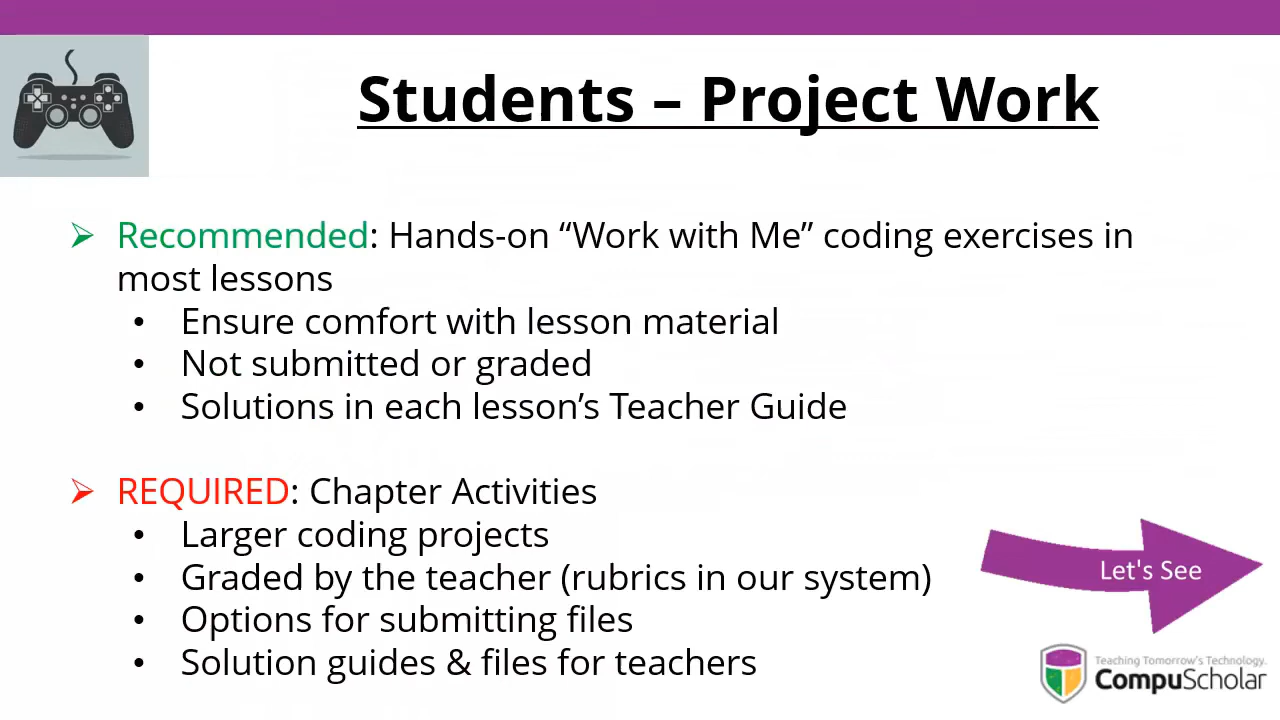 Students – Project Work
➢ Recommended: Hands-on “Work with Me” coding exercises in
most lessons
• Ensure comfort with lesson material
• Not submitted or graded
• Solutions in each lesson’s Teacher Guide
➢ REQUIRED: Chapter Activities
• Larger coding projects
• Graded by the teacher (rubrics in our system)
• Options for submitting files
• Solution guides & files for teachers
Let's See
Teaching Tomorrow's Technology.
CompuScholar